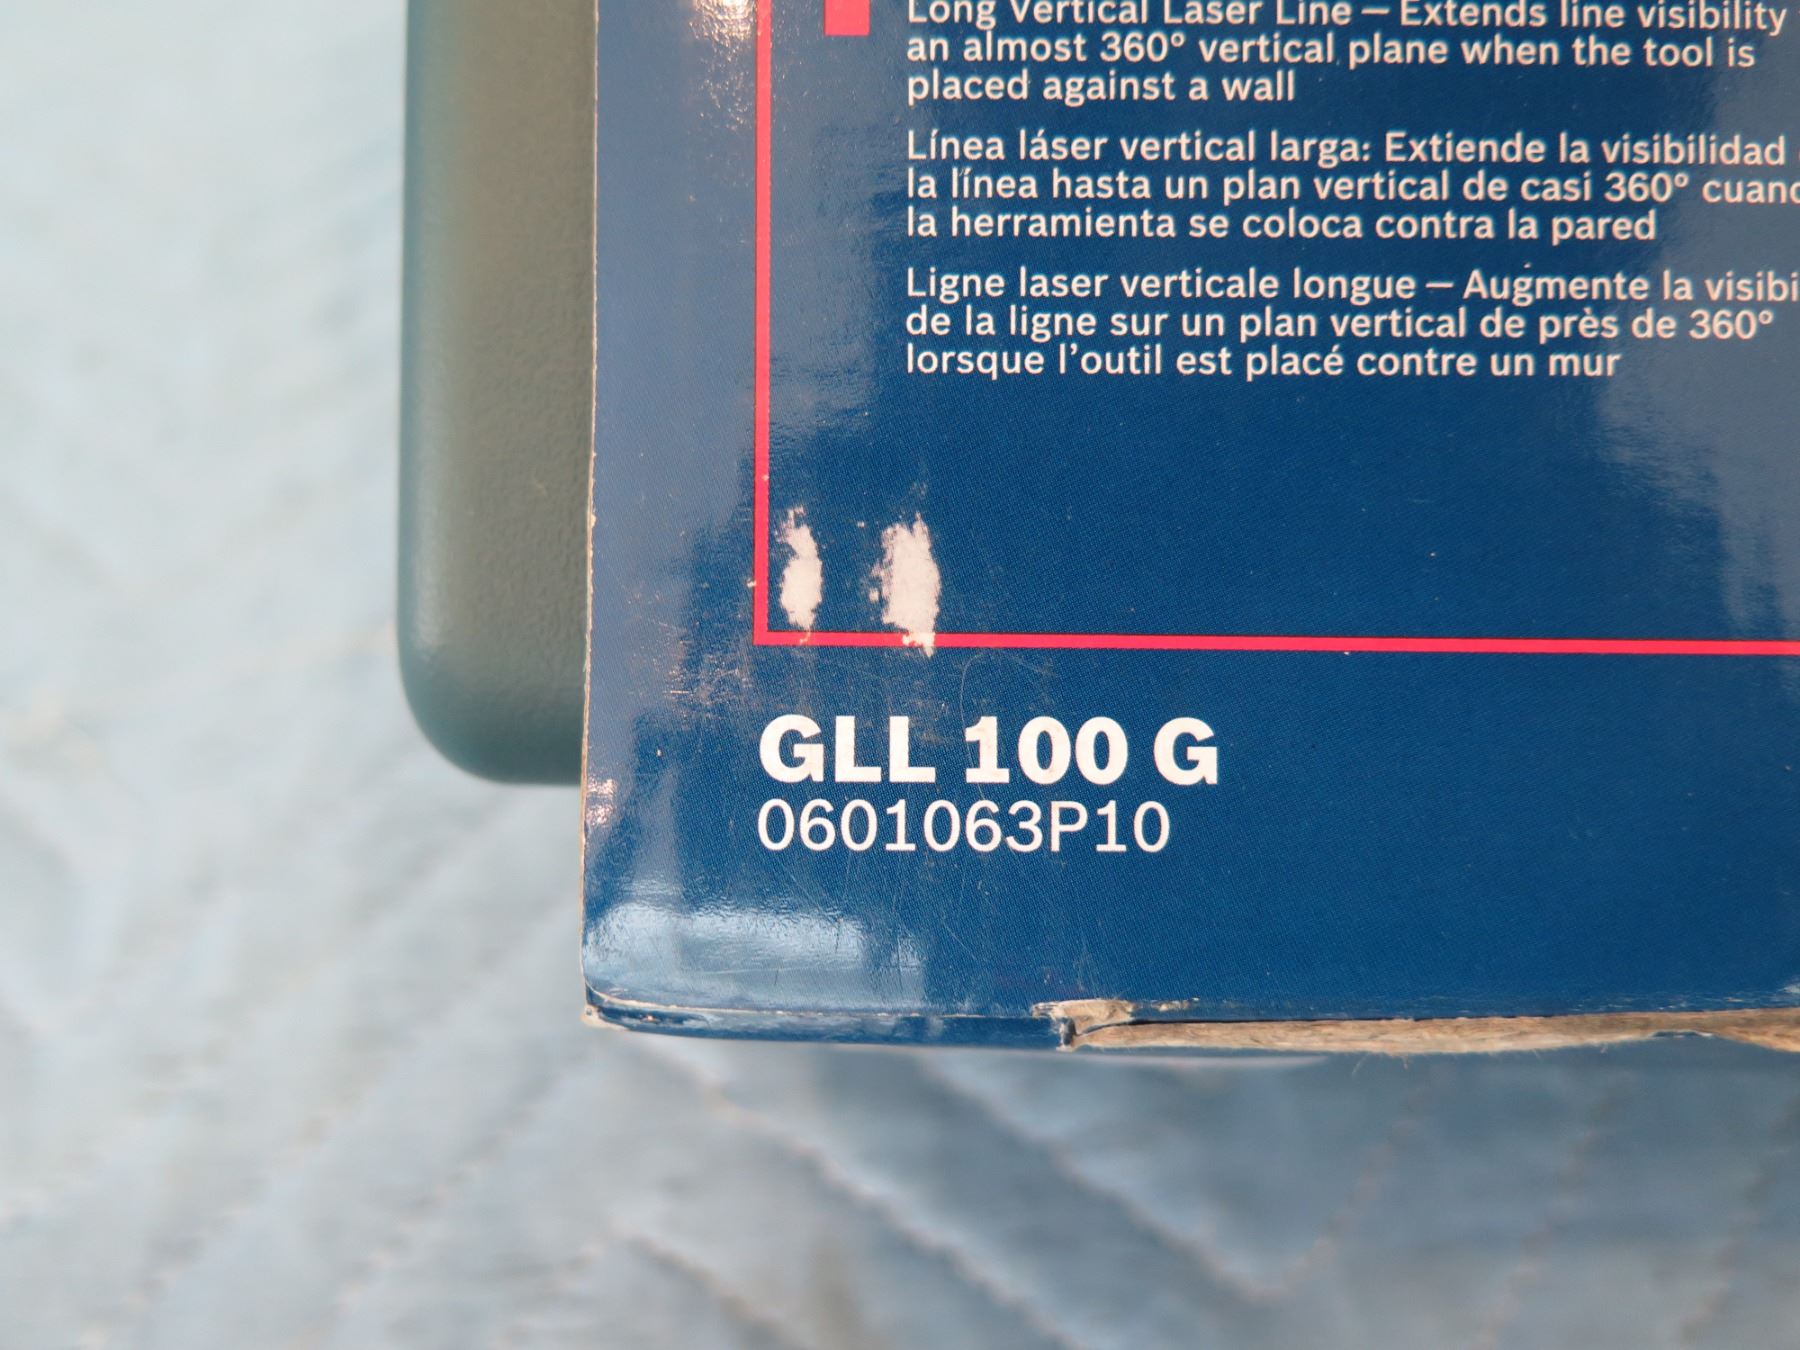 Long Vertical Laser Line – Extends line visibility
an almost 360° vertical plane when the tool is
placed against a wall
Línea láser vertical larga: Extiende la visibilidad
la línea hasta un plan vertical de casi 360°
la herramienta se coloca contra la pared
Ligne laser verticale longue – Augmente la
de la ligne sur un plan vertical de près de 360°
lorsque l’outil est placé contre un mur
GLL 100 G
0601063P10